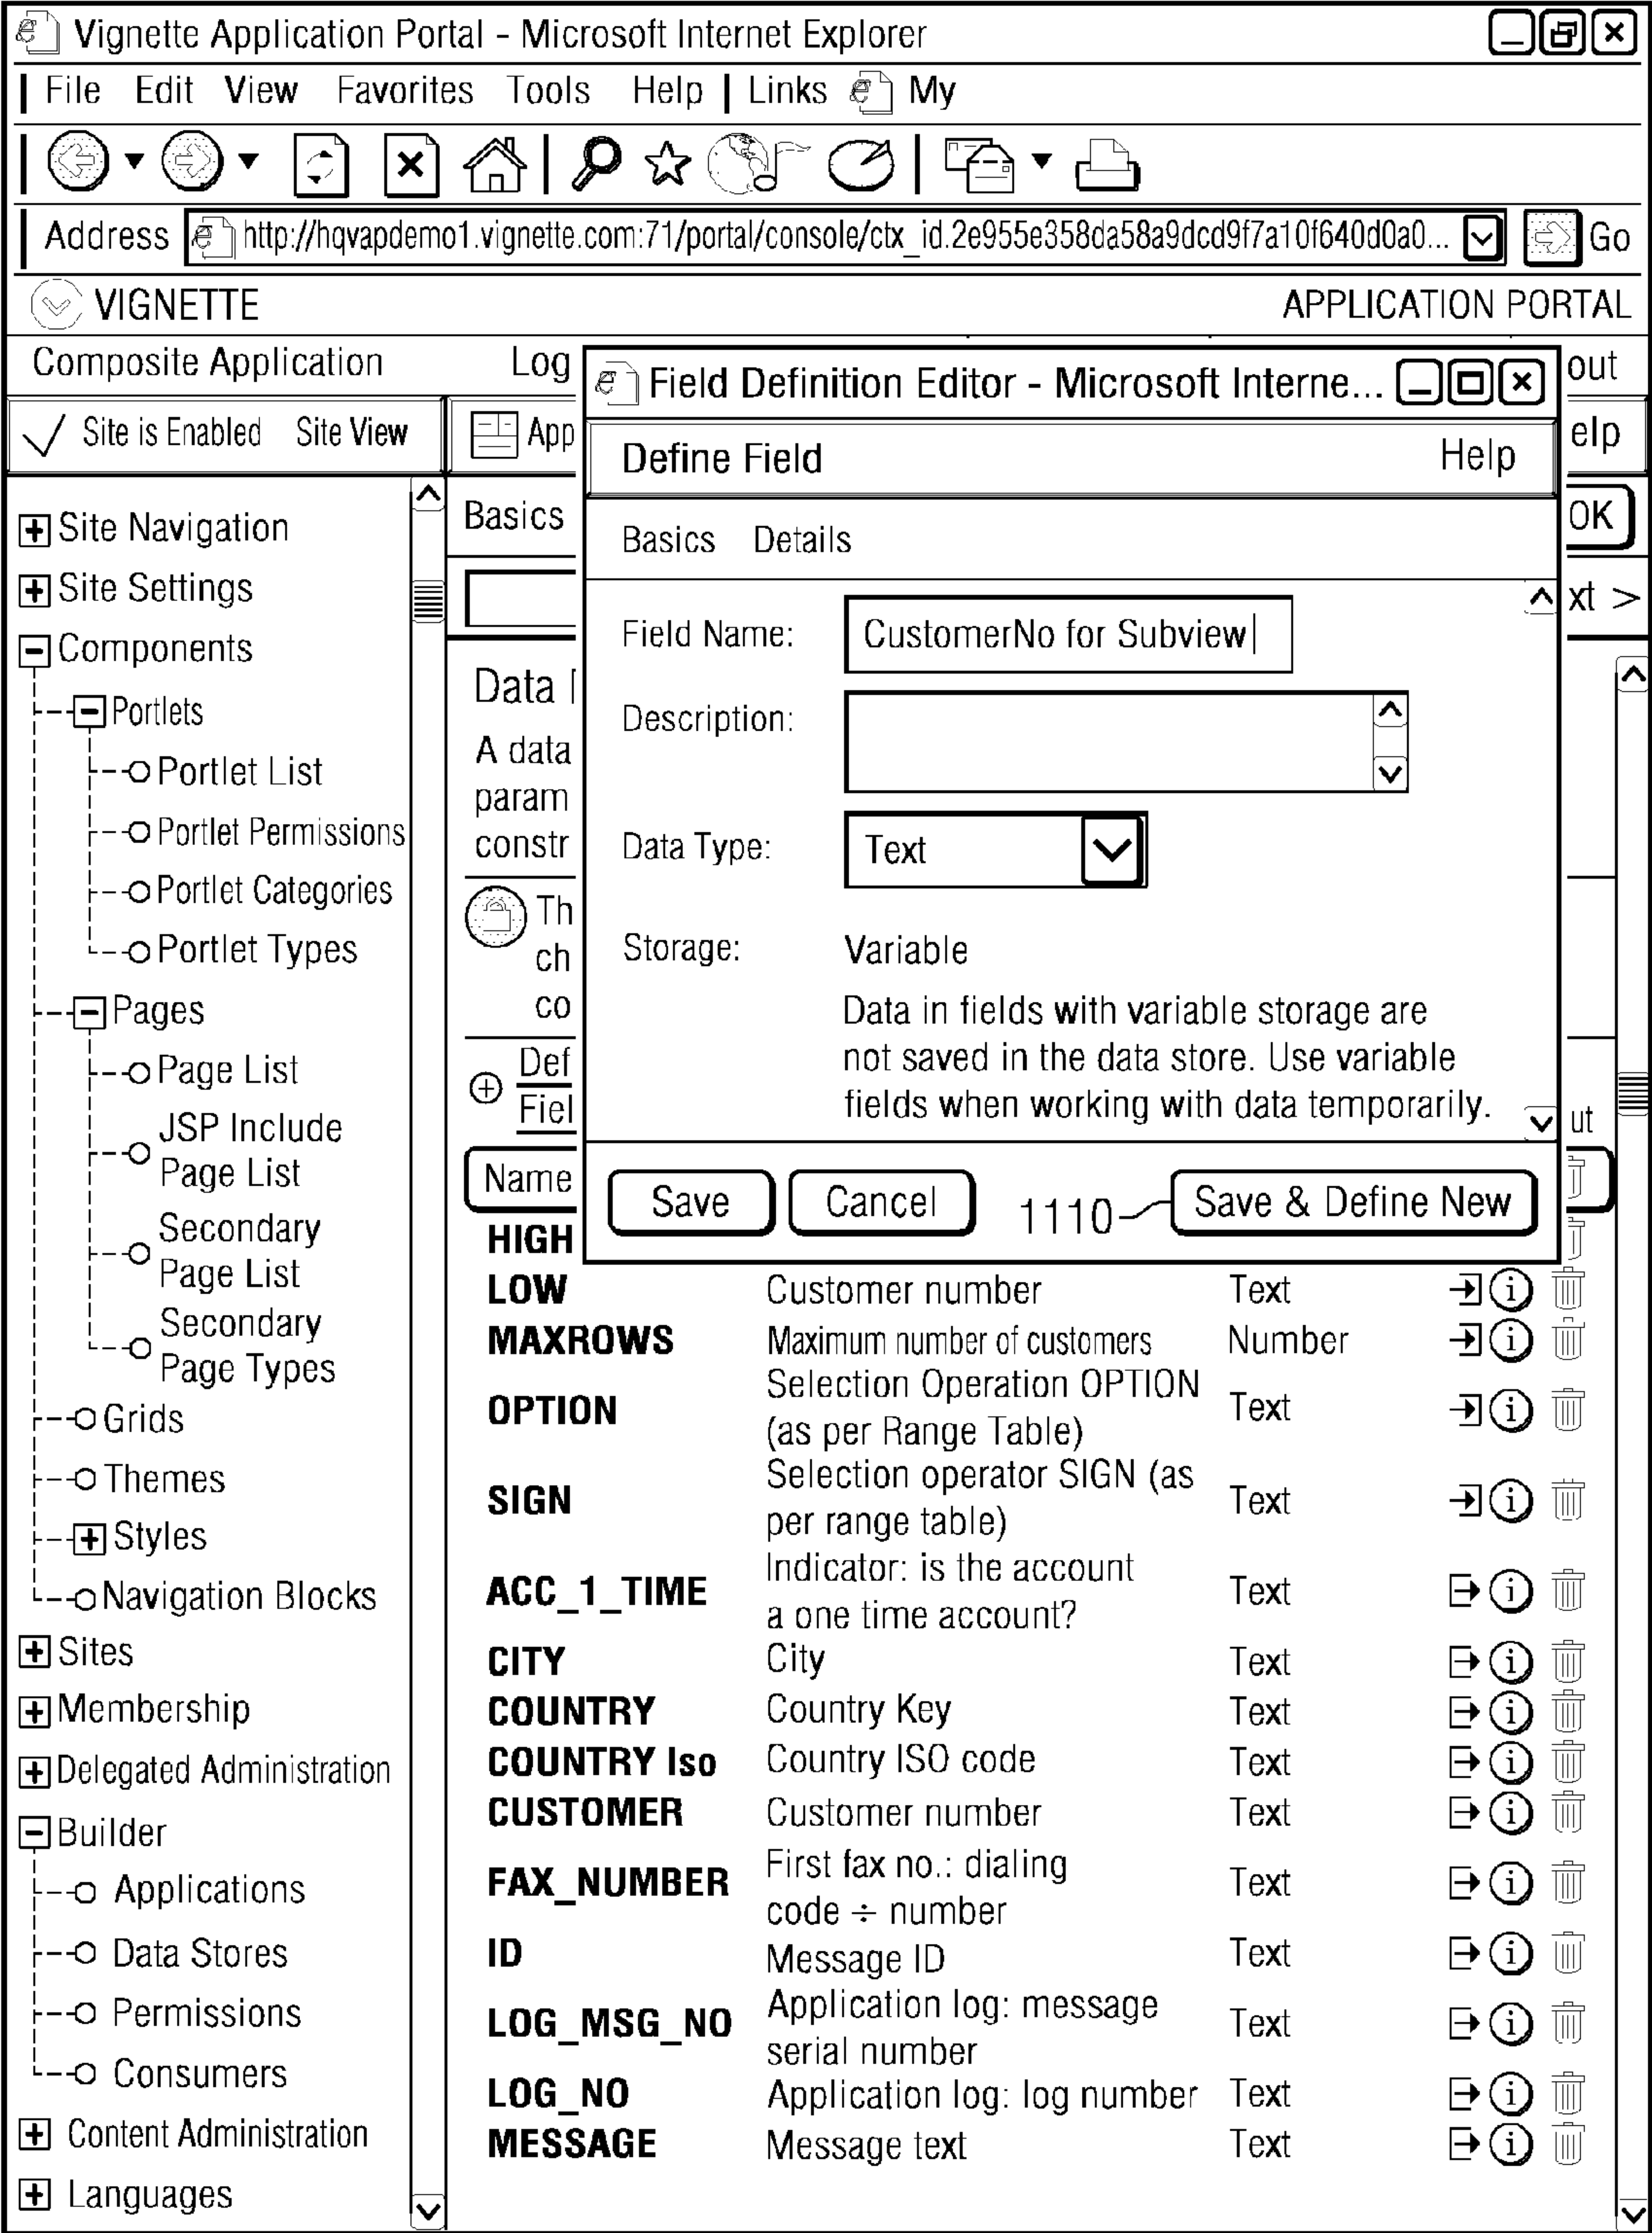 Vignette Application Portal - Microsoft Internet Explorer
File Edit View Favorites Tools Help | Links My
Address http://hqvapdemo1.vignette.com:71/portal/console/ctx_id.2e955e358da58a9dcd9f7a10f640d0a0... Go
VIGNETTE APPLICATION PORTAL
Composite Application Log out
Site is Enabled Site View App elp
Site Navigation
Site Settings
Components
Portlets
Portlet List
Portlet Permissions
Portlet Categories
Portlet Types
Pages
Page List
JSP Include
Page List
Secondary
Page List
Secondary
Page Types
Grids
Themes
Styles
Navigation Blocks
Sites
Membership
Delegated Administration
Builder
Applications
Data Stores
Permissions
Consumers
Content Administration
Languages
Basics OK
xt >
Data
A data
param
constr
Th
ch
co
Def
Fiel ut
Name
Field Definition Editor - Microsoft Interne...
Define Field Help
Basics Details
Field Name: CustomerNo for Subview
Description:
Data Type: Text
Storage: Variable
Data in fields with variable storage are
not saved in the data store. Use variable
fields when working with data temporarily.
Save Cancel 1110 Save & Define New
HIGH
LOW Customer number Text
MAXROWS Maximum number of customers Number
OPTION Selection Operation OPTION
(as per Range Table) Text
SIGN Selection operator SIGN (as
per range table) Text
ACC_1_TIME Indicator: is the account
a one time account? Text
CITY City Text
COUNTRY Country Key Text
COUNTRY Iso Country ISO code Text
CUSTOMER Customer number Text
FAX_NUMBER First fax no.: dialing
code ÷ number Text
ID Message ID Text
LOG_MSG_NO Application log: message
serial number Text
LOG_NO Application log: log number Text
MESSAGE Message text Text